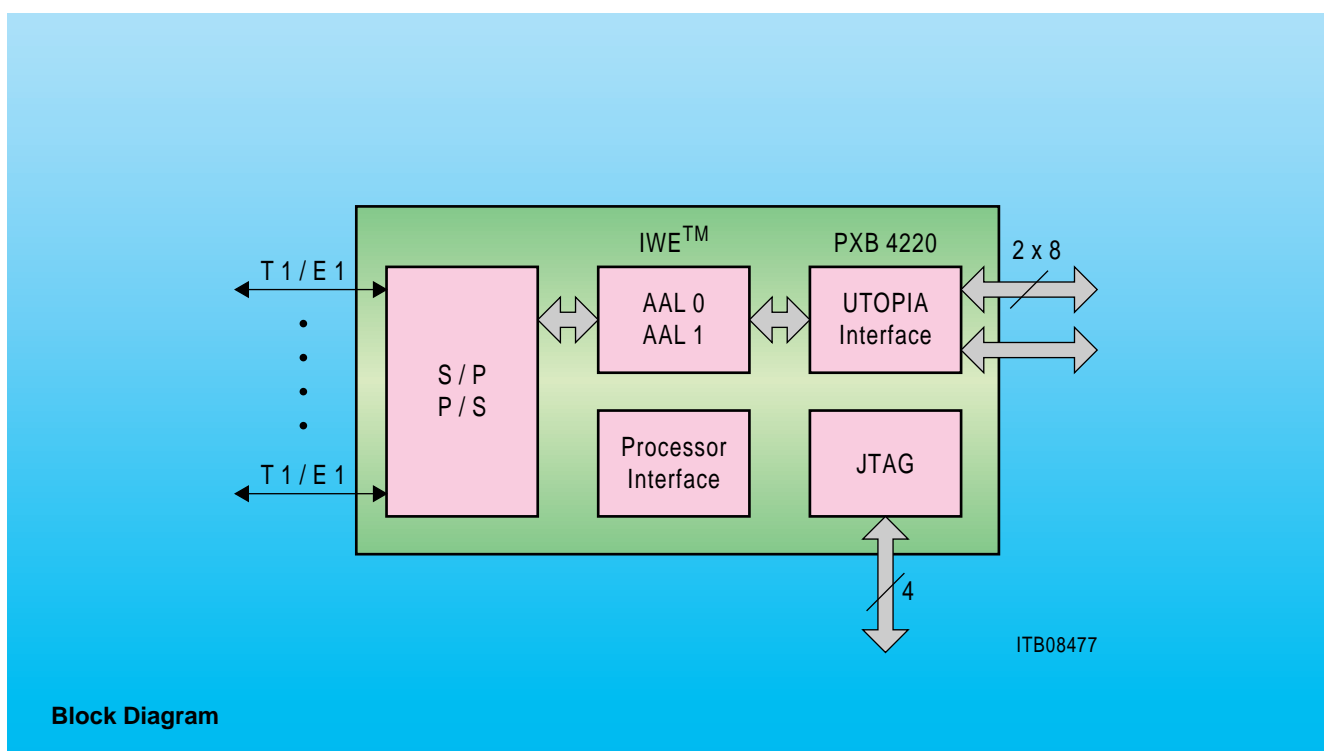 IWE™ PXB 4220
2 x 8
T 1 / E 1
AAL 0
AAL 1
UTOPIA
Interface
S / P
P / S
Processor
Interface
JTAG
T 1 / E 1
4
ITB08477
Block Diagram